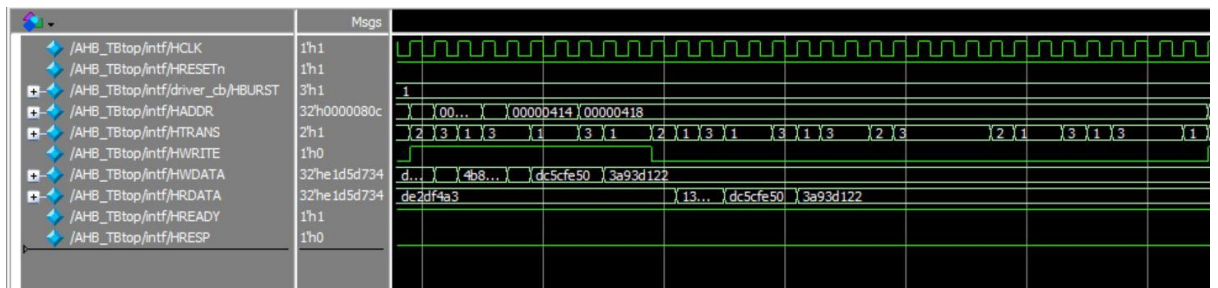 Msgs
/AHB_TBtop/intf/HCLK 1'h1
/AHB_TBtop/intf/HRESETn 1'h1
/AHB_TBtop/intf/driver_cb/HBURST 3'h1 1
/AHB_TBtop/intf/HADDR 32'h0000080c 00... 00000414 00000418
/AHB_TBtop/intf/HTRANS 2'h1 2 3 1 3 1 3 1 2 1 3 1 3 1 3 2 3 2 1 3 1 3 1
/AHB_TBtop/intf/HWRITE 1'h0
/AHB_TBtop/intf/HWDATA 32'he1d5d734 d... 4b8... dc5cfe50 3a93d122
/AHB_TBtop/intf/HRDATA 32'he1d5d734 de2df4a3 13... dc5cfe50 3a93d122
/AHB_TBtop/intf/HREADY 1'h1
/AHB_TBtop/intf/HRESP 1'h0